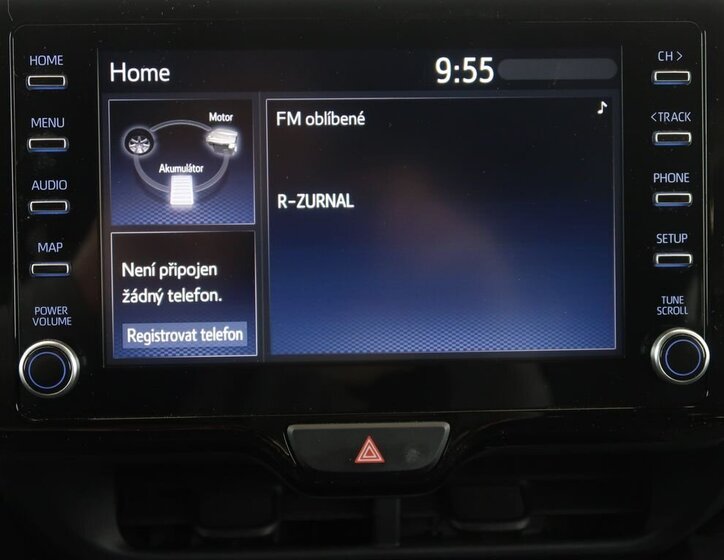 HOME
MENU
AUDIO
MAP
POWER
VOLUME
Home
9:55
Motor
Akumulátor
Není připojen
žádný telefon.
Registrovat telefon
FM oblíbené
R-ZURNAL
CH >
<TRACK
PHONE
SETUP
TUNE
SCROLL